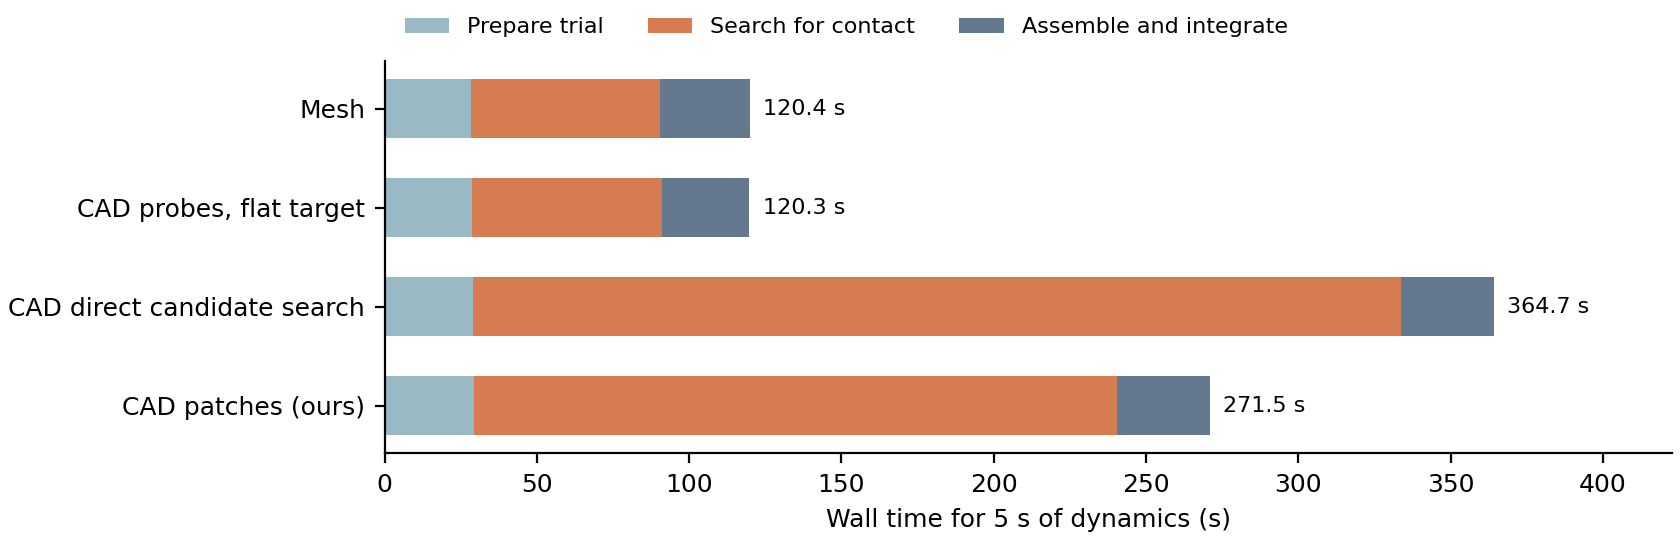 Prepare trial Search for contact Assemble and integrate
Mesh 120.4 s
CAD probes, flat target 120.3 s
CAD direct candidate search 364.7 s
CAD patches (ours) 271.5 s
0 50 100 150 200 250 300 350 400
Wall time for 5 s of dynamics (s)